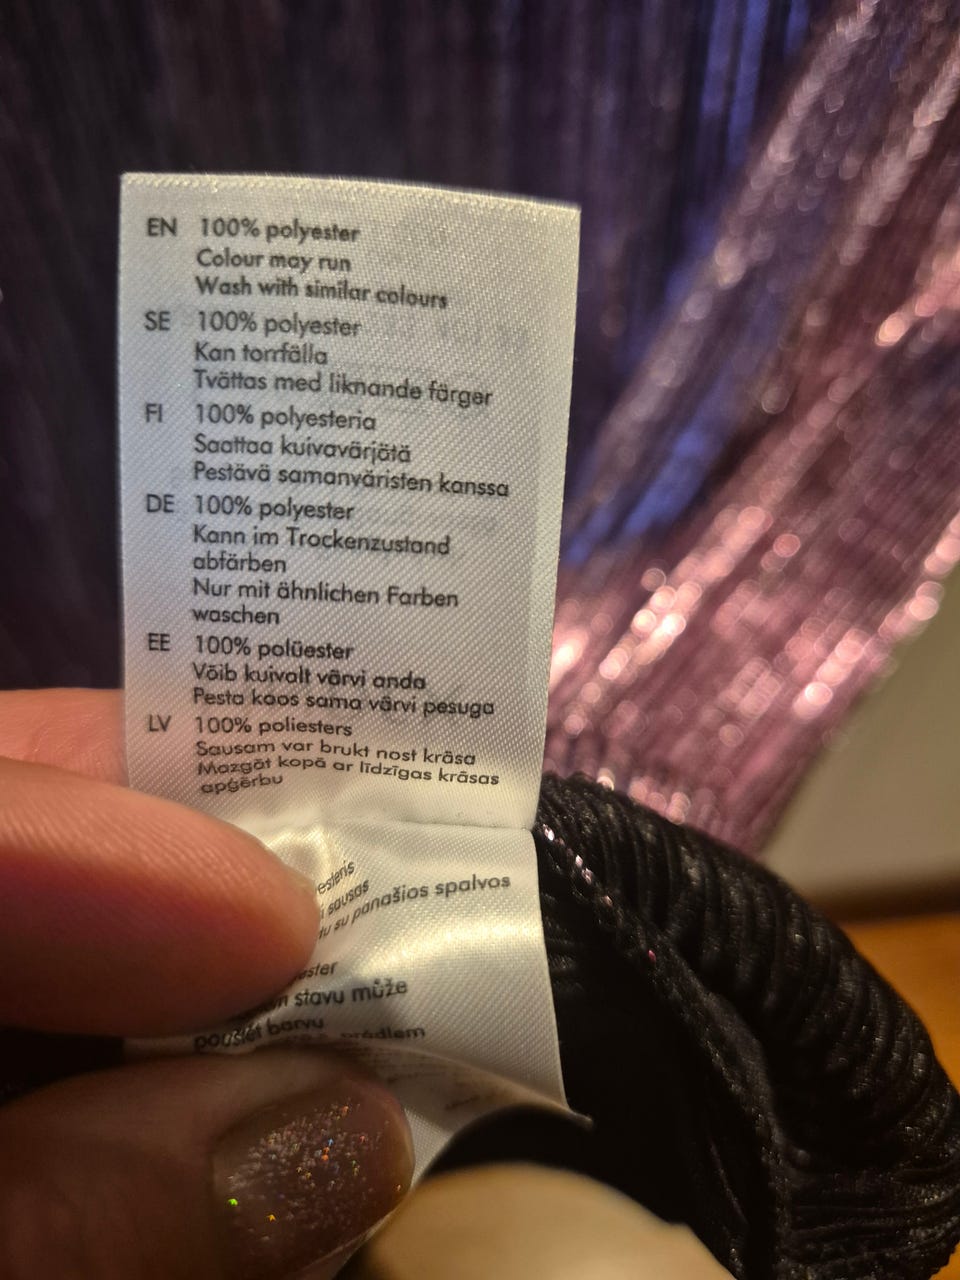 EN 100% polyester
Colour may run
Wash with similar colours
SE 100% polyester
Kan torrfälla
Tvättas med liknande färger
FI 100% polyesteria
Saattaa kuivavärjätä
Pestävä samanväristen kanssa
DE 100% polyester
Kann im Trockenzustand
abfärben
Nur mit ähnlichen Farben
waschen
EE 100% polüester
Võib kuivalt värvi anda
Pesta koos sama värvi pesuga
LV 100% poliesters
Sausam var brukt nost krāsa
Mazgāt kopā ar līdzīgas krāsas
apģērbu
sausas
su panašios spalvos
stavu může
pouštět barvu